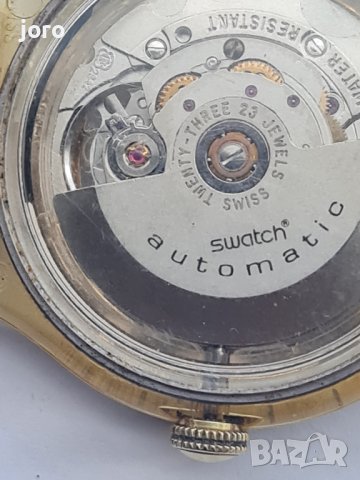 joro
WATER RESISTANT
TWENTY-THREE 23 JEWELS
SWISS
swatch®
automatic
BAZAR
bg